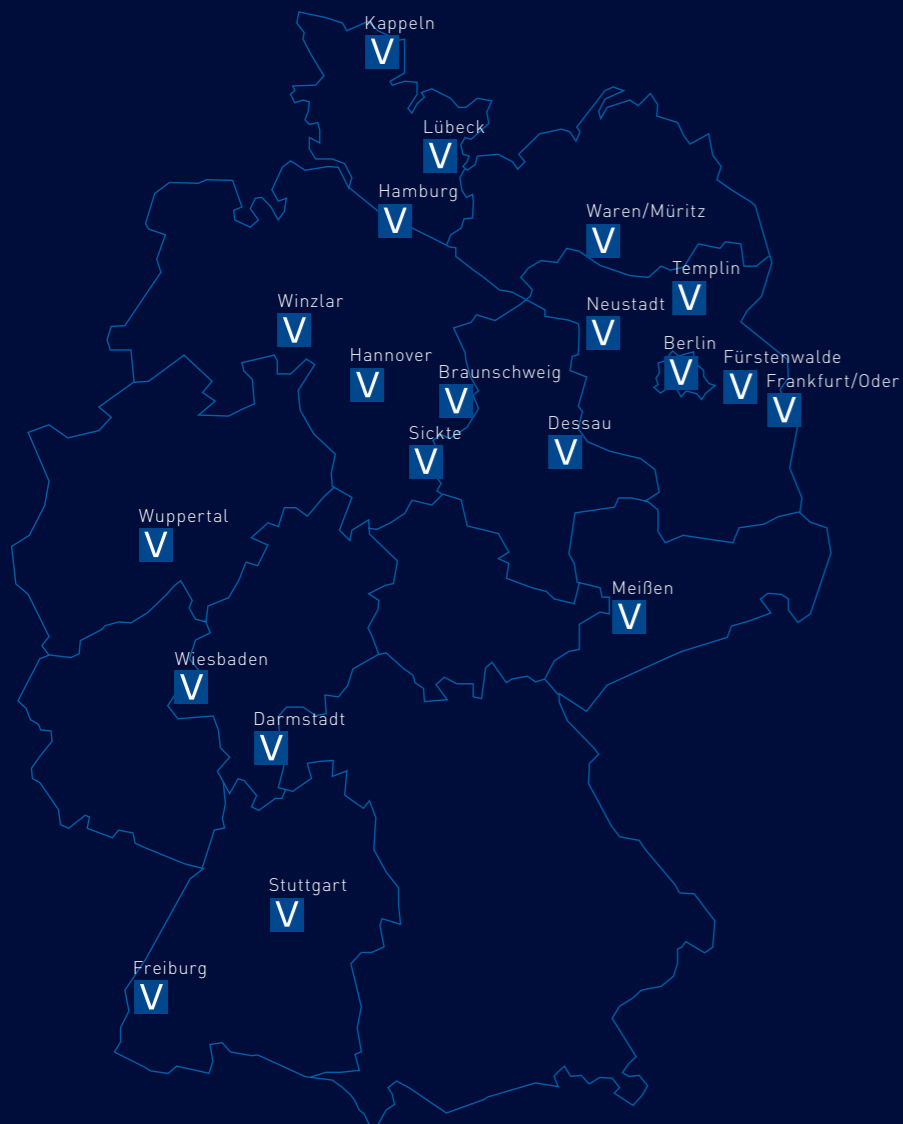 Kappeln
V
Lübeck
V
Hamburg
V
Waren/Müritz
V
Templin
V
Winzlar
V
Neustadt
V
Berlin
V
Hannover
V
Fürstenwalde
V
Braunschweig
V
Frankfurt/Oder
V
Dessau
V
Sickte
V
Wuppertal
V
Meißen
V
Wiesbaden
V
Darmstadt
V
Stuttgart
V
Freiburg
V